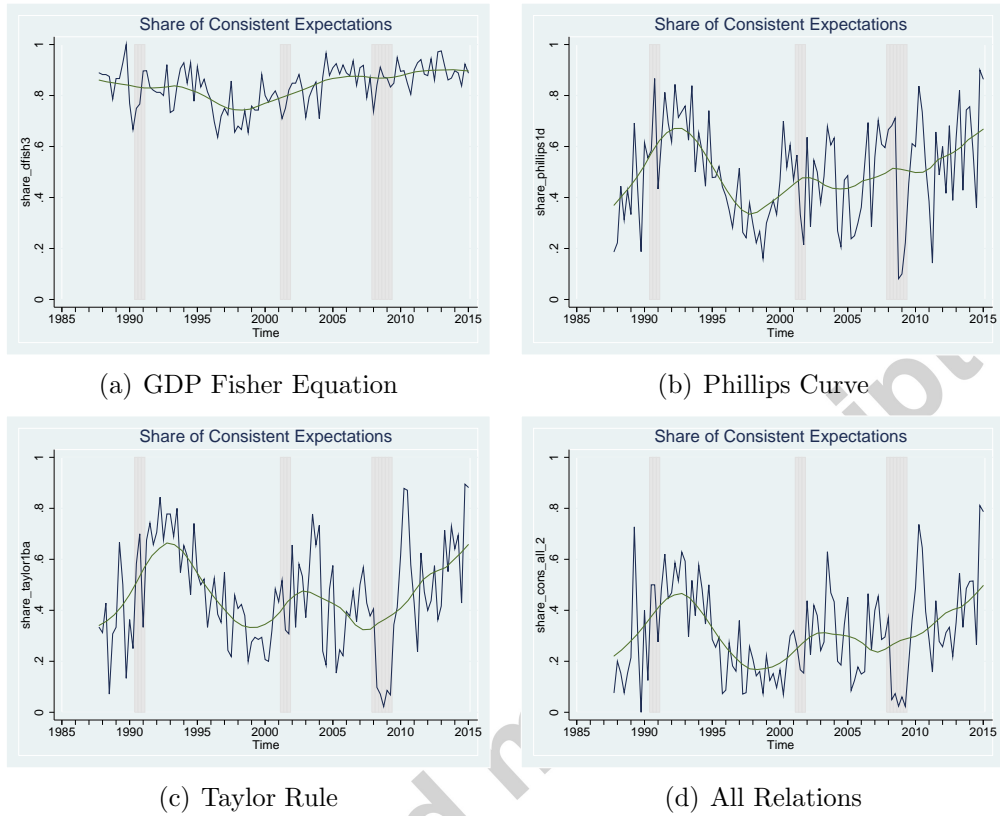 Share of Consistent Expectations
share_dfish3
1
.8
.6
.4
.2
0
1985 1990 1995 2000 2005 2010 2015
Time
(a) GDP Fisher Equation
Share of Consistent Expectations
share_phillips1d
1
.8
.6
.4
.2
0
1985 1990 1995 2000 2005 2010 2015
Time
(b) Phillips Curve
Share of Consistent Expectations
share_taylor1ba
1
.8
.6
.4
.2
0
1985 1990 1995 2000 2005 2010 2015
Time
(c) Taylor Rule
Share of Consistent Expectations
share_cons_all_2
1
.8
.6
.4
.2
0
1985 1990 1995 2000 2005 2010 2015
Time
(d) All Relations